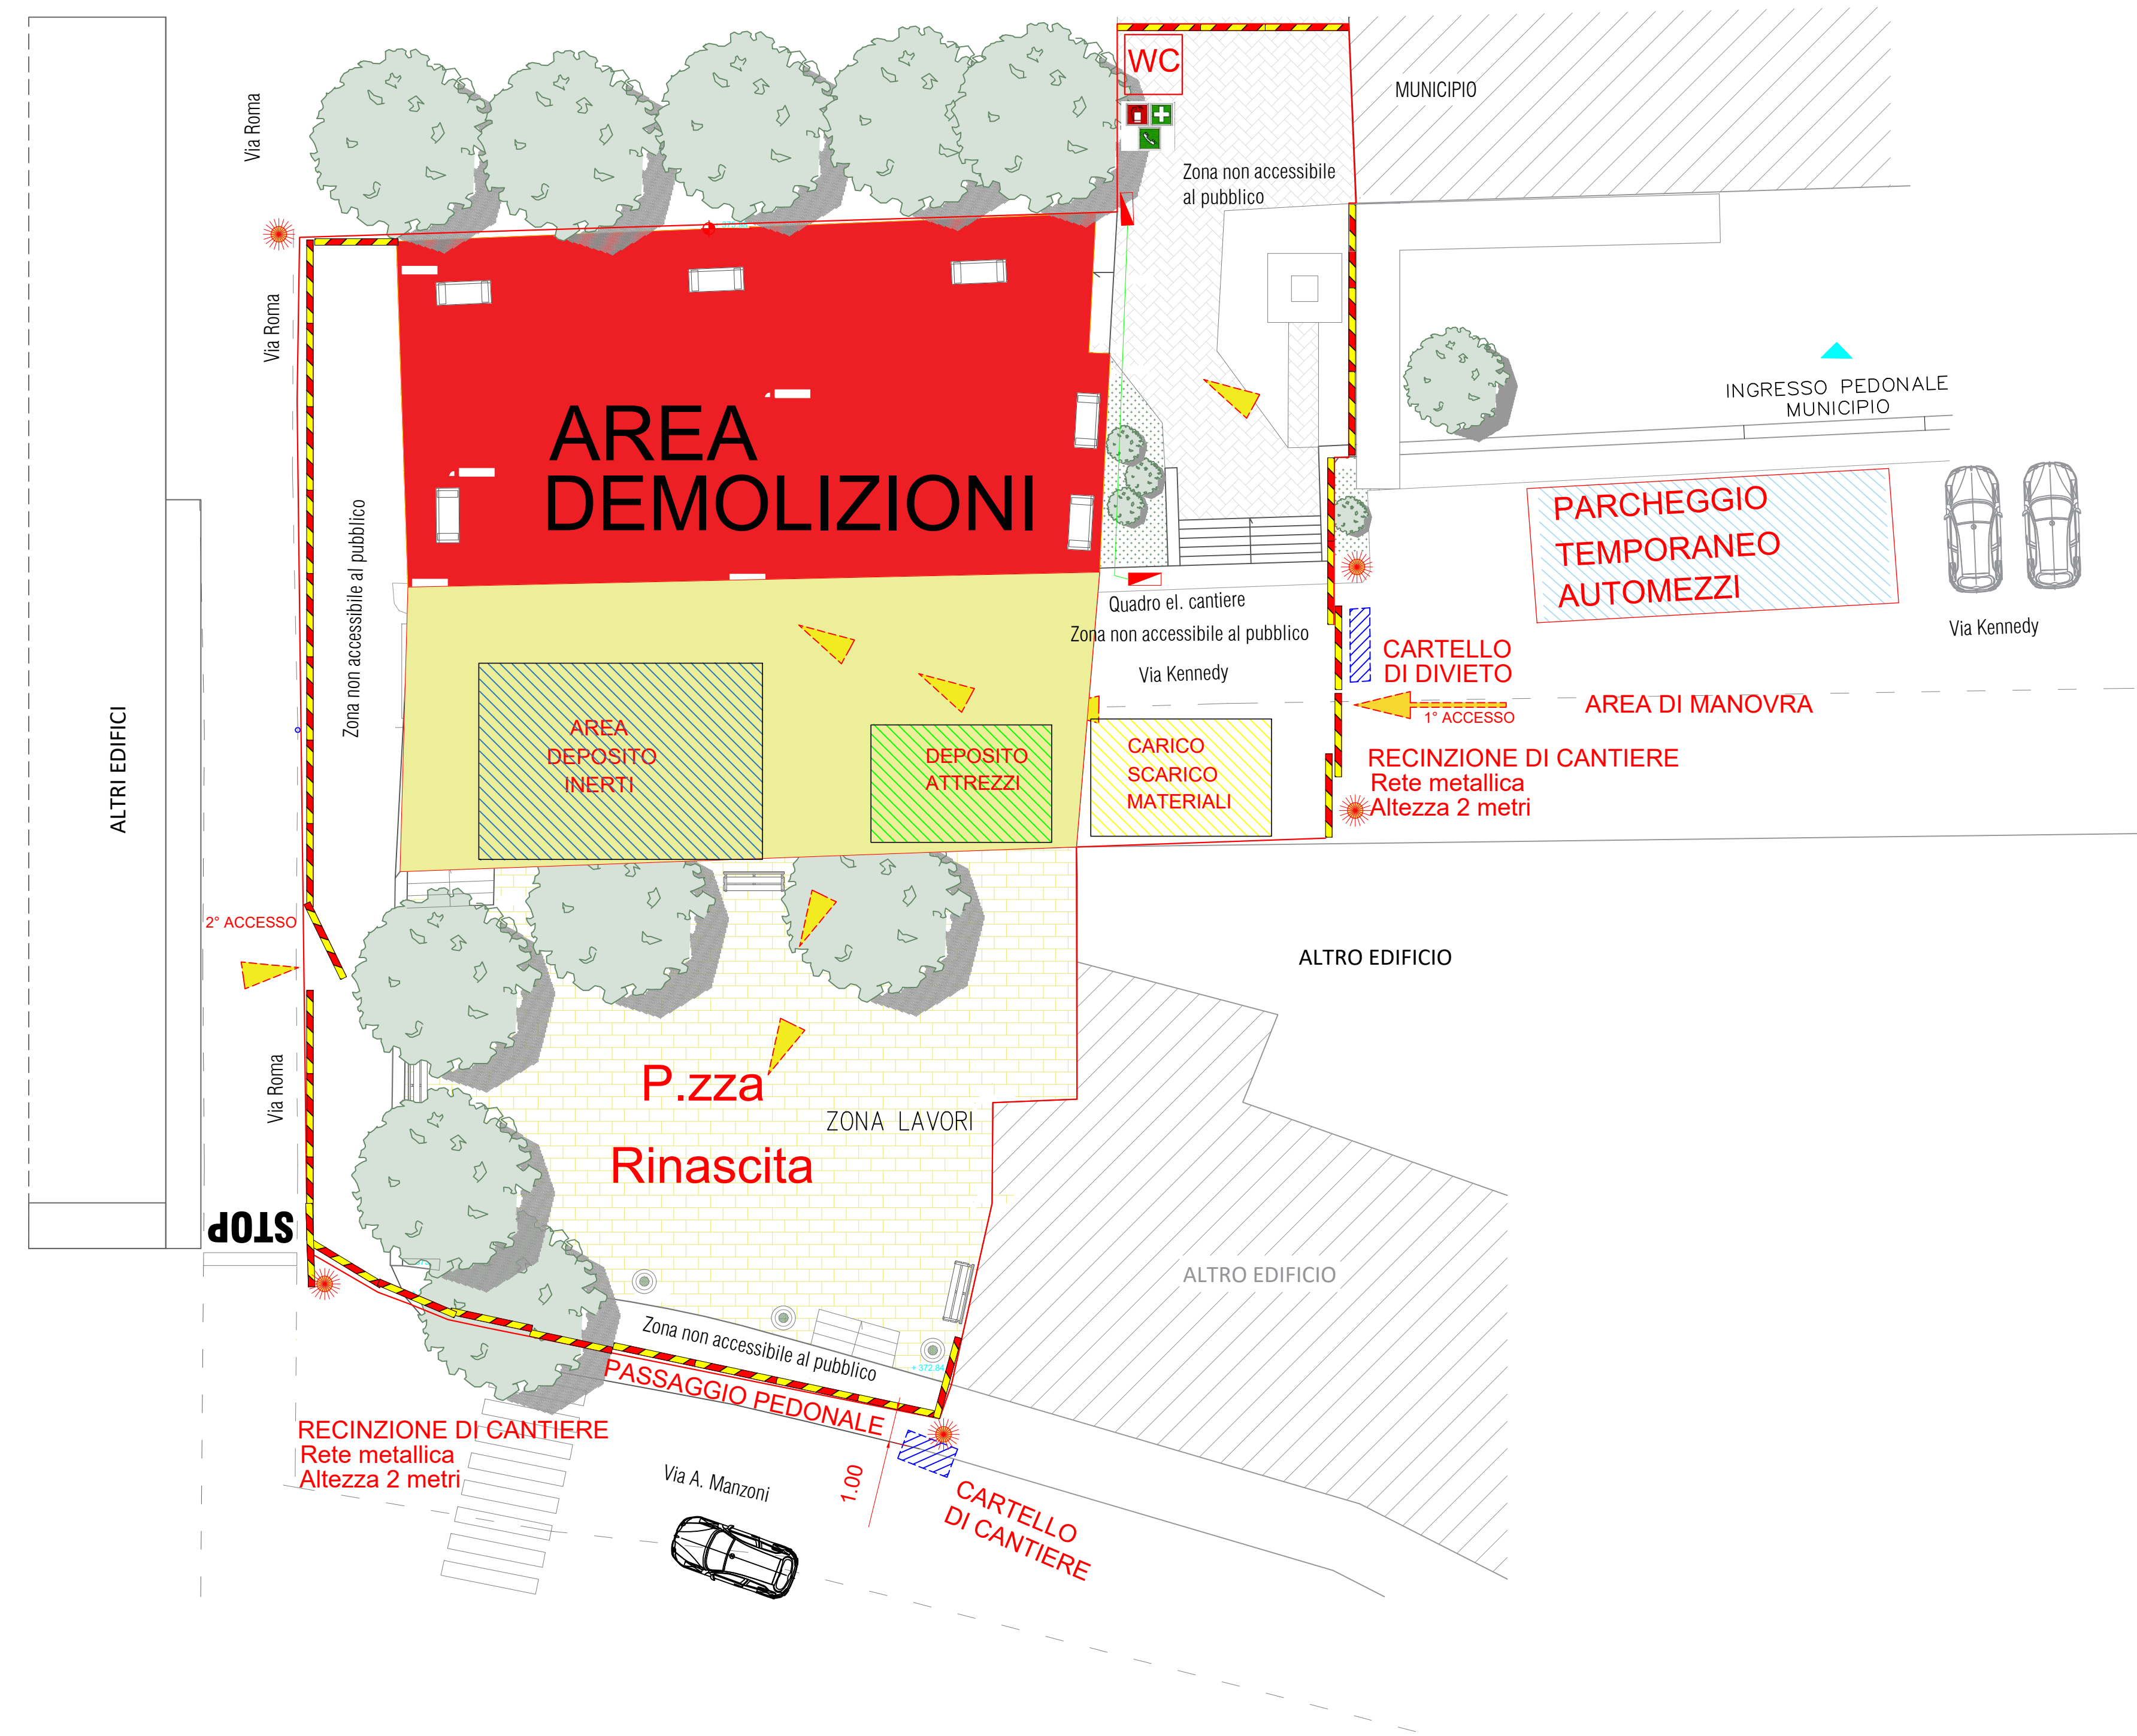 WC
MUNICIPIO
Via Roma
Zona non accessibile
al pubblico
Via Roma
INGRESSO PEDONALE
MUNICIPIO
AREA
DEMOLIZIONI
PARCHEGGIO
TEMPORANEO
AUTOMEZZI
Zona non accessibile al pubblico
Quadro el. cantiere
Zona non accessibile al pubblico
Via Kennedy
Via Kennedy
CARTELLO
DI DIVIETO
1° ACCESSO
AREA DI MANOVRA
ALTRI EDIFICI
AREA
DEPOSITO
INERTI
DEPOSITO
ATTREZZI
CARICO
SCARICO
MATERIALI
RECINZIONE DI CANTIERE
Rete metallica
Altezza 2 metri
2° ACCESSO
ALTRO EDIFICIO
Via Roma
P.zza
Rinascita
ZONA LAVORI
STOP
ALTRO EDIFICIO
Zona non accessibile al pubblico
+ 372.84
PASSAGGIO PEDONALE
RECINZIONE DI CANTIERE
Rete metallica
Altezza 2 metri
Via A. Manzoni
1.00
CARTELLO
DI CANTIERE